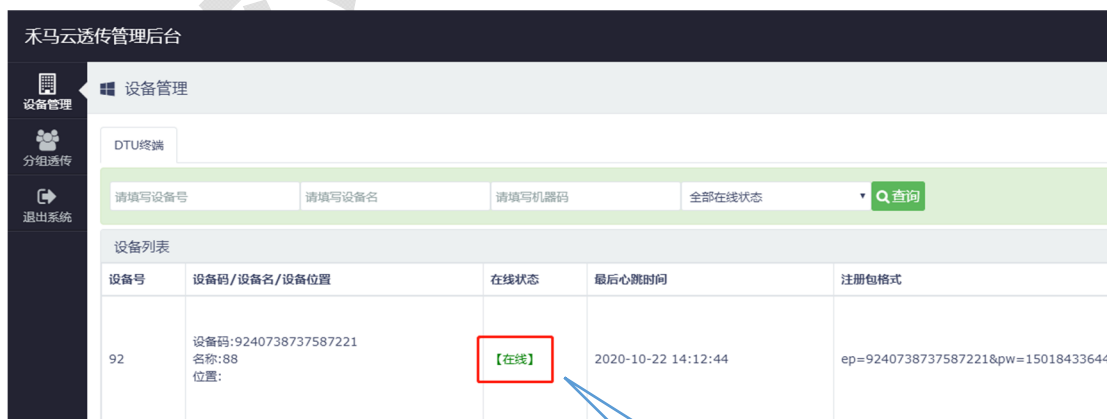 禾马云透传管理后台
设备管理
设备管理
分组透传
退出系统
DTU终端
请填写设备号 请填写设备名 请填写机器码 全部在线状态 查询
设备列表
设备号 设备码/设备名/设备位置 在线状态 最后心跳时间 注册包格式
92
设备码:9240738737587221
名称:88
位置:
【在线】
2020-10-22 14:12:44
ep=9240738737587221&pw=15018433644